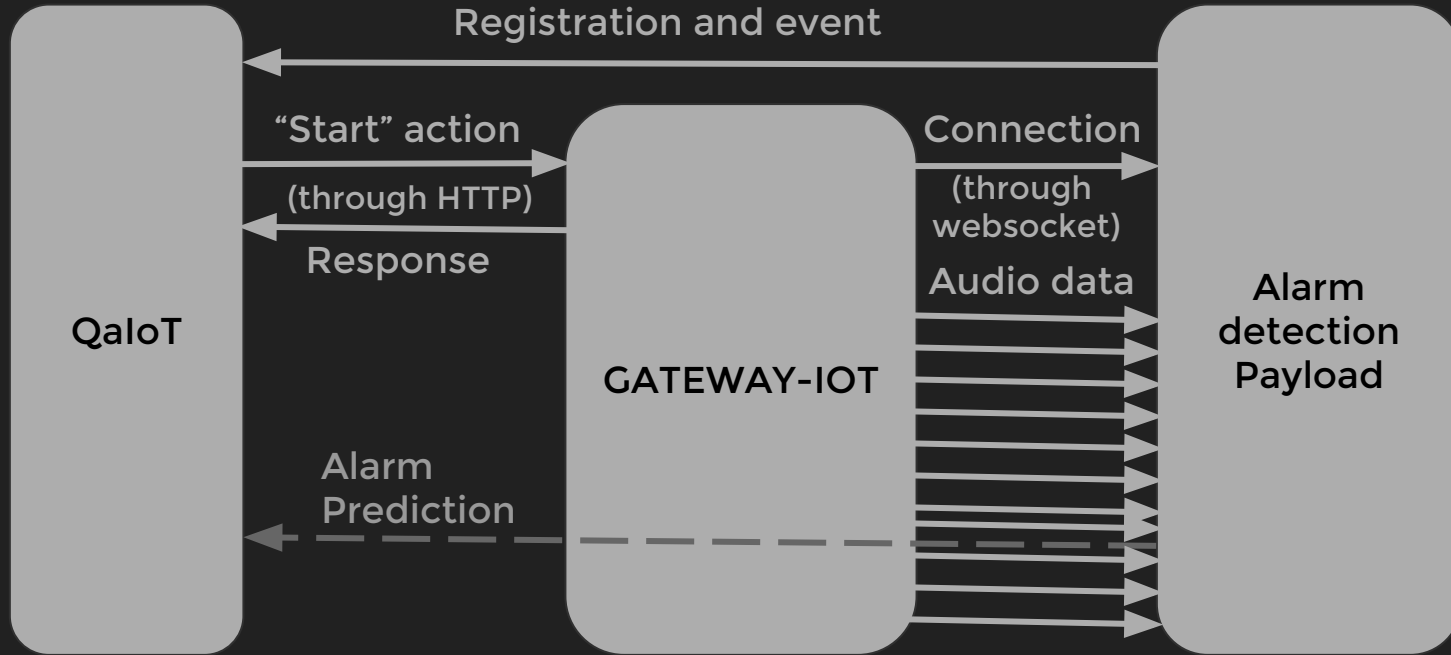 Registration and event
“Start” action
(through HTTP)
Response
Connection
(through
websocket)
Audio data
QaIoT
GATEWAY-IOT
Alarm
detection
Payload
Alarm
Prediction